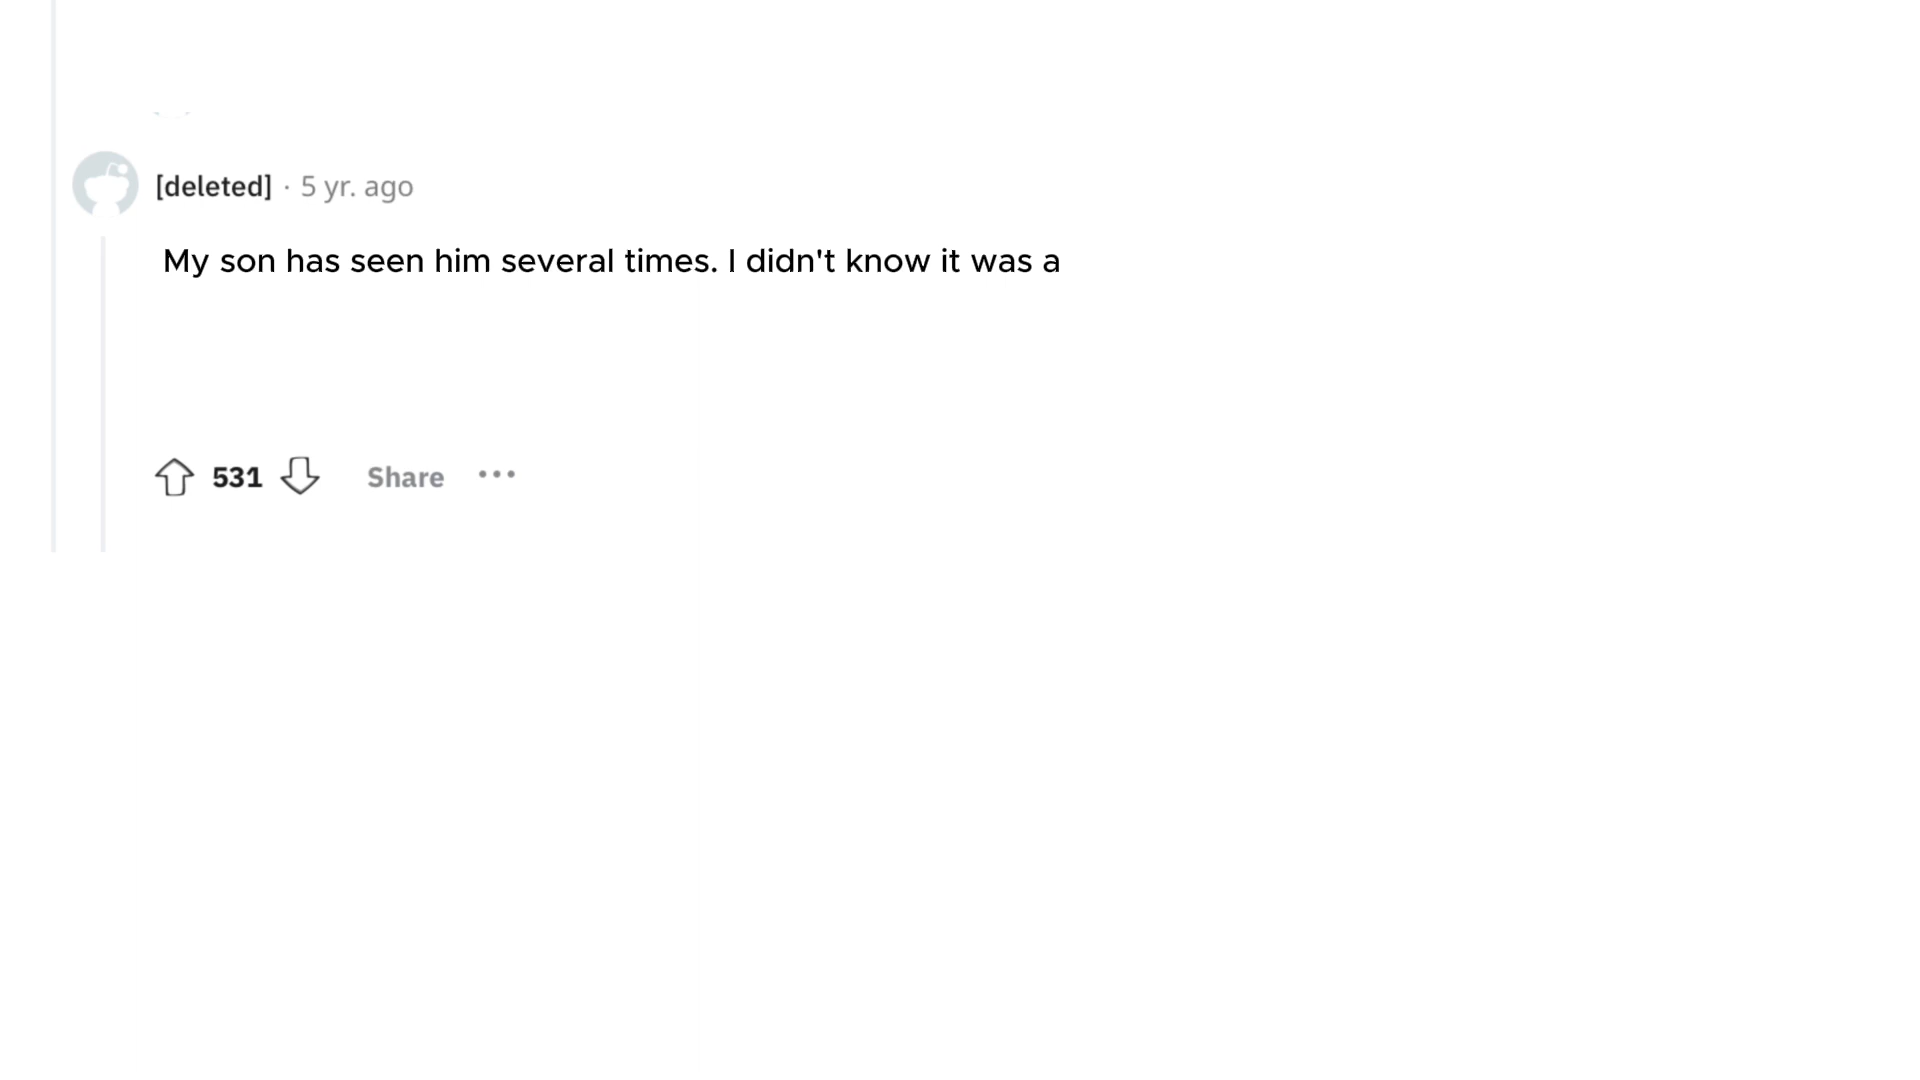 [deleted] · 5 yr. ago
My son has seen him several times. I didn't know it was a
531 Share ···